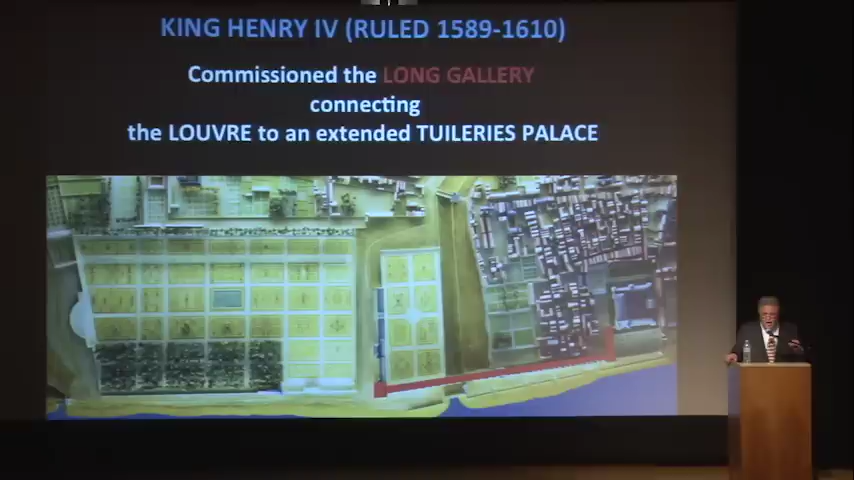 KING HENRY IV (RULED 1589-1610)
Commissioned the LONG GALLERY
connecting
the LOUVRE to an extended TUILERIES PALACE